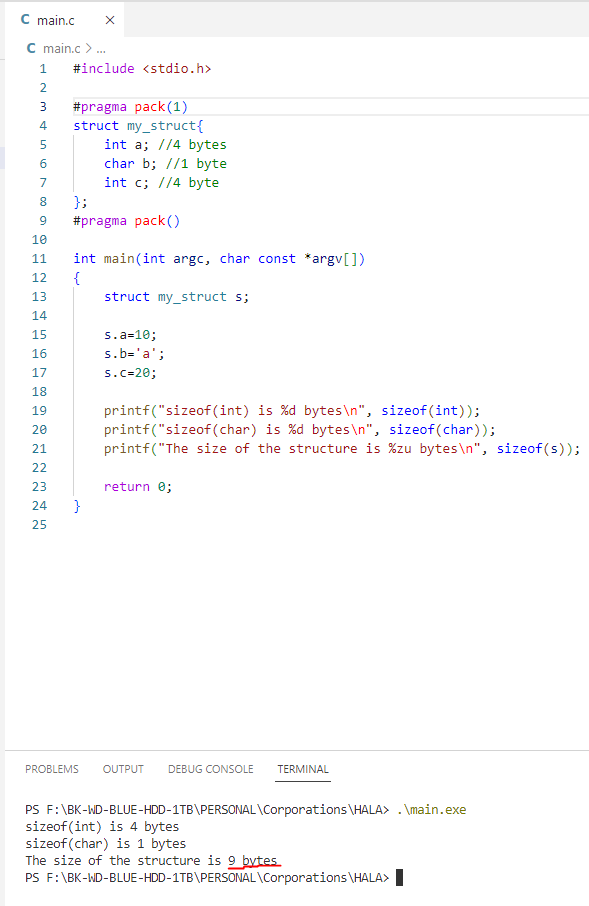 C main.c ×
C main.c > ...
1 #include <stdio.h>
2
3 #pragma pack(1)
4 struct my_struct{
5 int a; //4 bytes
6 char b; //1 byte
7 int c; //4 byte
8 };
9 #pragma pack()
10
11 int main(int argc, char const *argv[])
12 {
13 struct my_struct s;
14
15 s.a=10;
16 s.b='a';
17 s.c=20;
18
19 printf("sizeof(int) is %d bytes\n", sizeof(int));
20 printf("sizeof(char) is %d bytes\n", sizeof(char));
21 printf("The size of the structure is %zu bytes\n", sizeof(s));
22
23 return 0;
24 }
25
PROBLEMS OUTPUT DEBUG CONSOLE TERMINAL
PS F:\BK-WD-BLUE-HDD-1TB\PERSONAL\Corporations\HALA> .\main.exe
sizeof(int) is 4 bytes
sizeof(char) is 1 bytes
The size of the structure is 9 bytes
PS F:\BK-WD-BLUE-HDD-1TB\PERSONAL\Corporations\HALA>